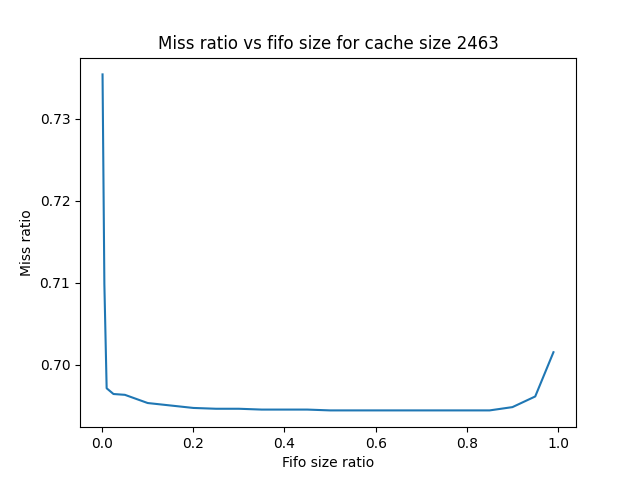 Miss ratio vs fifo size for cache size 2463
0.73
0.72
0.71
0.70
Miss ratio
0.0 0.2 0.4 0.6 0.8 1.0
Fifo size ratio